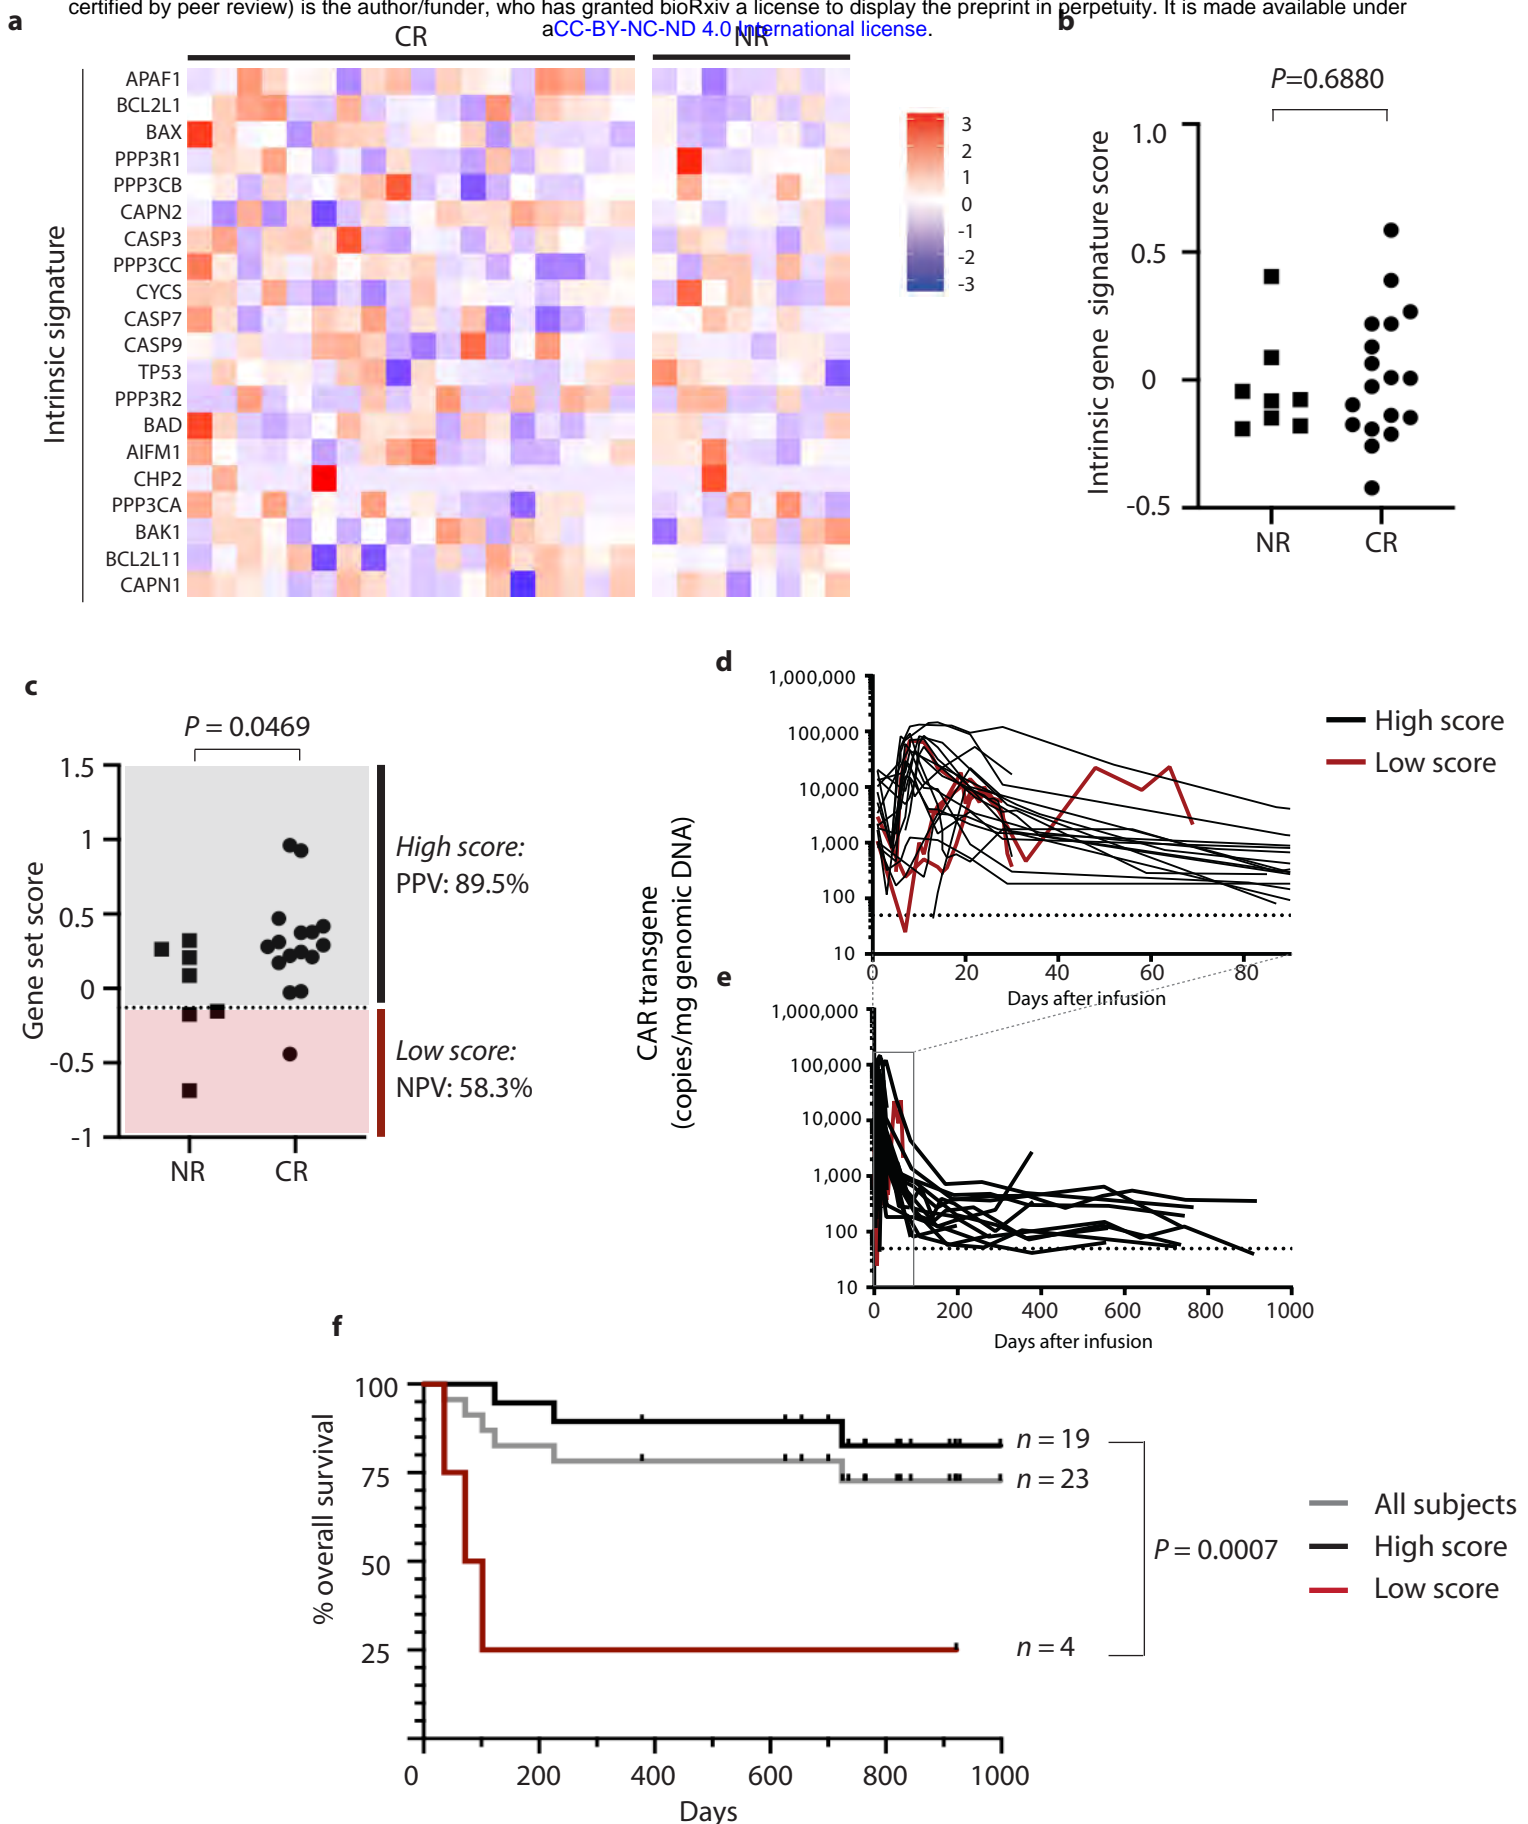 certified by peer review) is the author/funder, who has granted bioRxiv a license to display the preprint in perpetuity. It is made available under
aCC-BY-NC-ND 4.0 International license.
a
CR
NR
Intrinsic signature
APAF1
BCL2L1
BAX
PPP3R1
PPP3CB
CAPN2
CASP3
PPP3CC
CYCS
CASP7
CASP9
TP53
PPP3R2
BAD
AIFM1
CHP2
PPP3CA
BAK1
BCL2L11
CAPN1
3
2
1
0
-1
-2
-3
b
P=0.6880
Intrinsic gene signature score
1.0
0.5
0
-0.5
NR CR
c
P = 0.0469
Gene set score
1.5
1
0.5
0
-0.5
-1
NR CR
High score:
PPV: 89.5%
Low score:
NPV: 58.3%
d
CAR transgene
(copies/mg genomic DNA)
1,000,000
100,000
10,000
1,000
100
10
0 20 40 60 80
Days after infusion
High score
Low score
e
1,000,000
100,000
10,000
1,000
100
10
0 200 400 600 800 1000
Days after infusion
f
% overall survival
100
75
50
25
0 200 400 600 800 1000
Days
n = 19
n = 23
n = 4
P = 0.0007
All subjects
High score
Low score